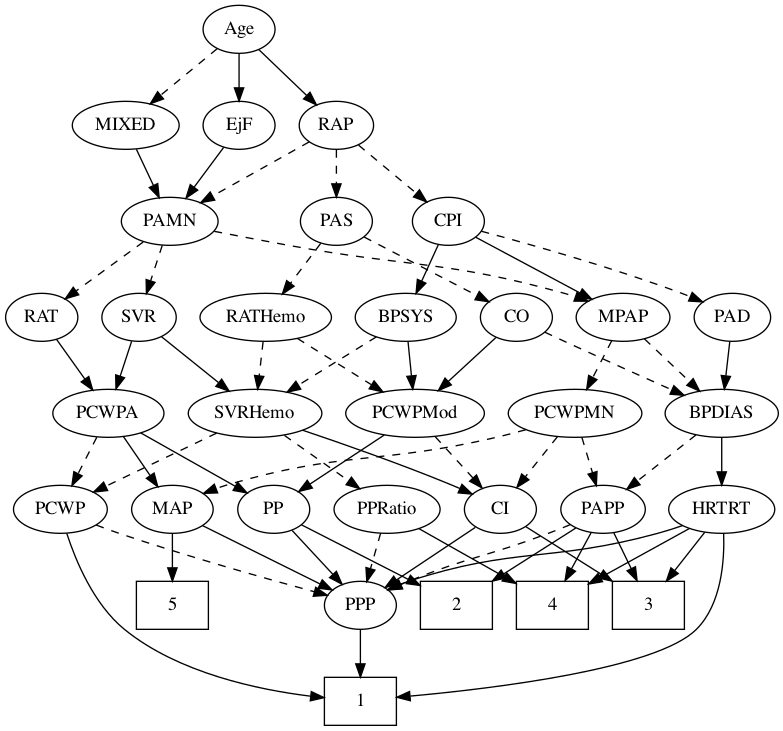 Age
MIXED EjF RAP
PAMN PAS CPI
RAT SVR RATHemo BPSYS CO MPAP PAD
PCWPA SVRHemo PCWPMod PCWPMN BPDIAS
PCWP MAP PP PPRatio CI PAPP HRTRT
5 PPP 2 4 3
1